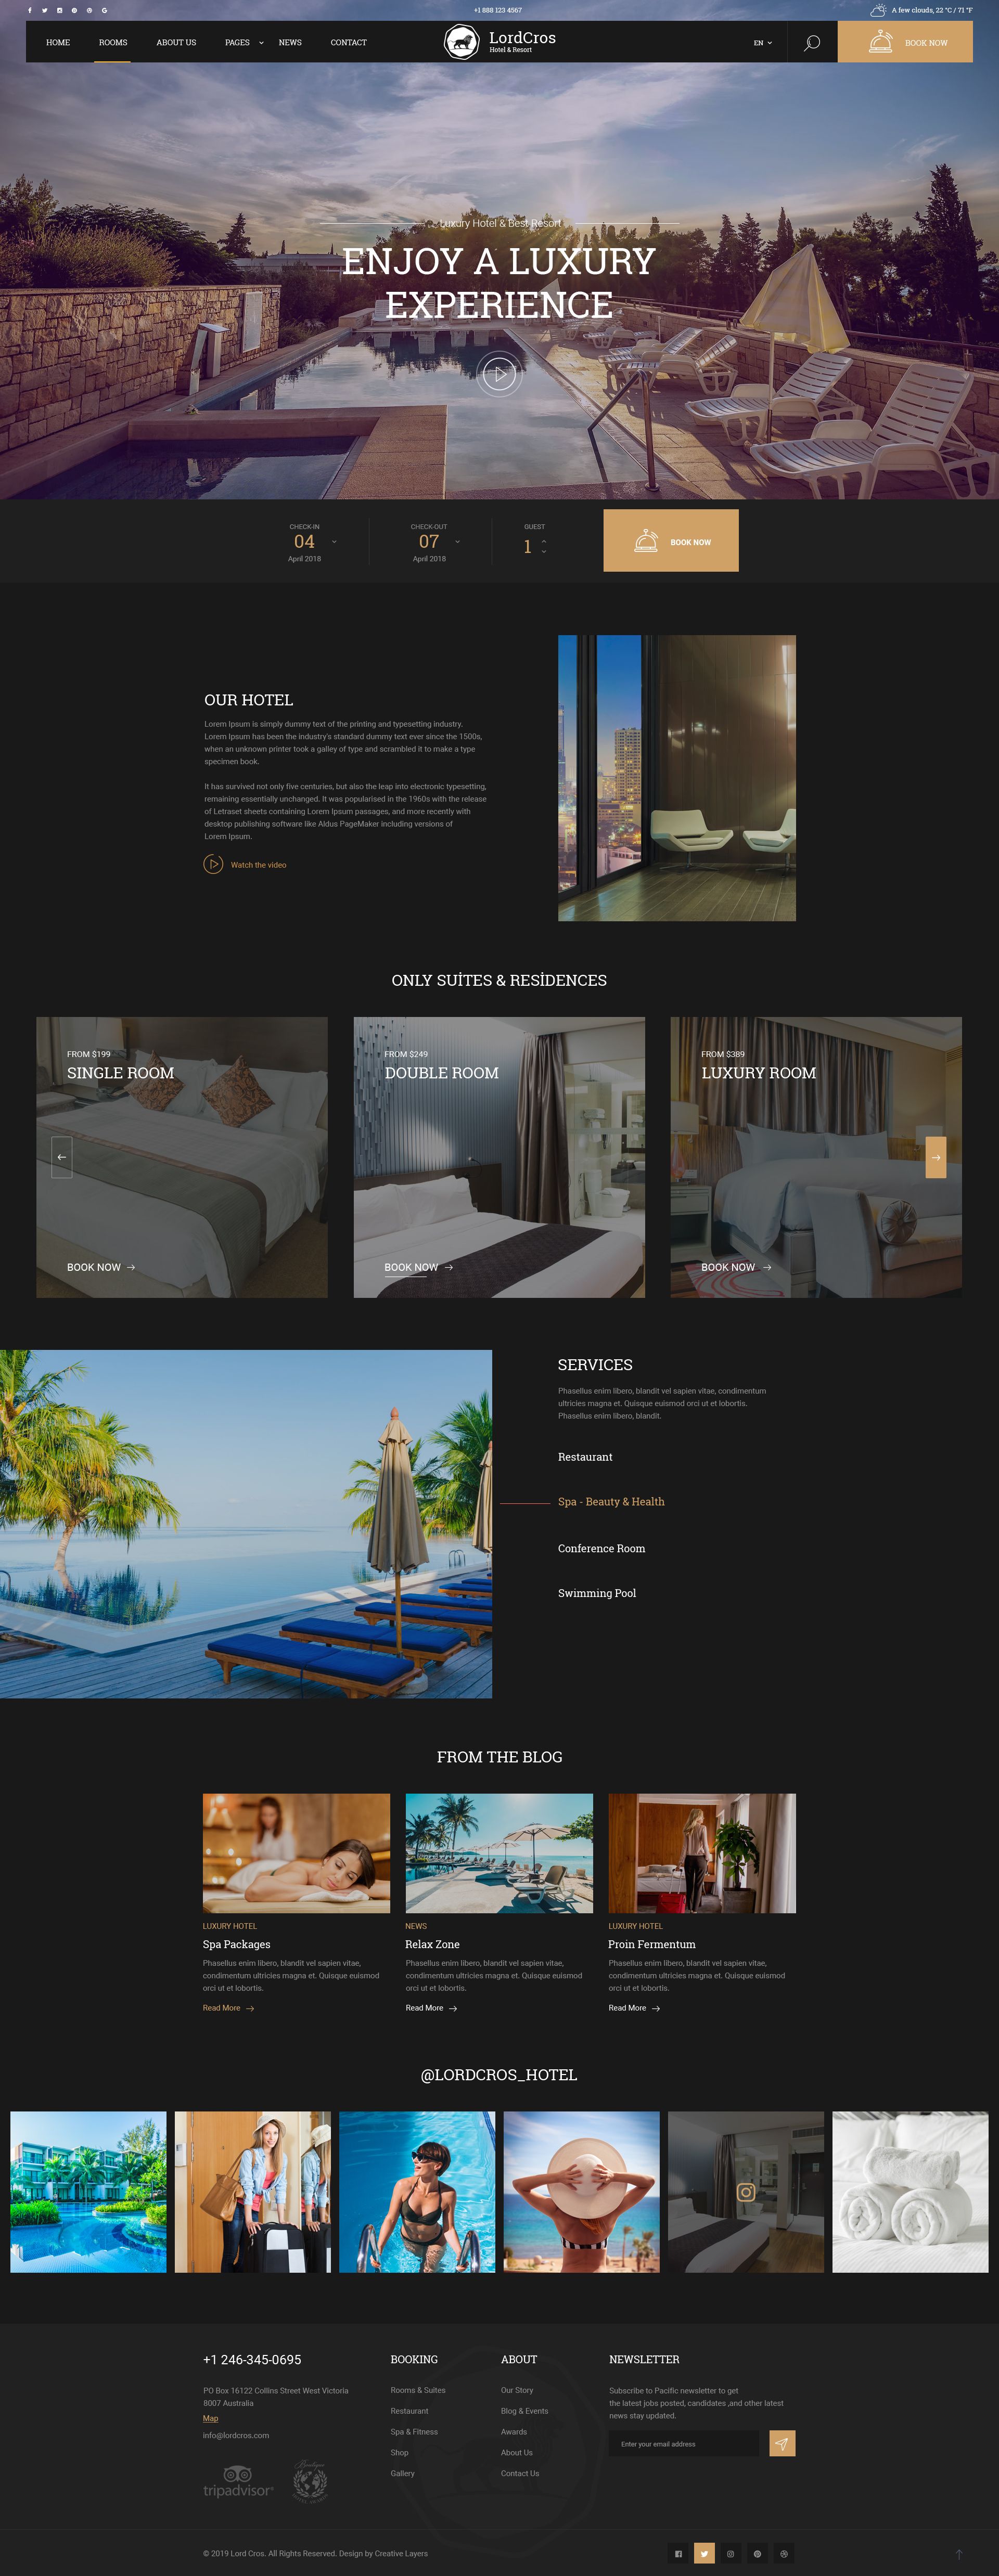 +1 888 123 4567
A few clouds, 22 °C / 71 °F
HOME
ROOMS
ABOUT US
PAGES
NEWS
CONTACT
LordCros
Hotel & Resort
EN
BOOK NOW
Luxury Hotel & Best Resort
ENJOY A LUXURY
EXPERIENCE
CHECK-IN
04
April 2018
CHECK-OUT
07
April 2018
GUEST
1
BOOK NOW
OUR HOTEL
Lorem Ipsum is simply dummy text of the printing and typesetting industry.
Lorem Ipsum has been the industry's standard dummy text ever since the 1500s,
when an unknown printer took a galley of type and scrambled it to make a type
specimen book.
It has survived not only five centuries, but also the leap into electronic typesetting,
remaining essentially unchanged. It was popularised in the 1960s with the release
of Letraset sheets containing Lorem Ipsum passages, and more recently with
desktop publishing software like Aldus PageMaker including versions of
Lorem Ipsum.
Watch the video
ONLY SUİTES & RESİDENCES
FROM $199
SINGLE ROOM
BOOK NOW
FROM $249
DOUBLE ROOM
BOOK NOW
FROM $389
LUXURY ROOM
BOOK NOW
SERVICES
Phasellus enim libero, blandit vel sapien vitae, condimentum
ultricies magna et. Quisque euismod orci ut et lobortis.
Phasellus enim libero, blandit.
Restaurant
Spa - Beauty & Health
Conference Room
Swimming Pool
FROM THE BLOG
LUXURY HOTEL
Spa Packages
Phasellus enim libero, blandit vel sapien vitae,
condimentum ultricies magna et. Quisque euismod
orci ut et lobortis.
Read More
NEWS
Relax Zone
Phasellus enim libero, blandit vel sapien vitae,
condimentum ultricies magna et. Quisque euismod
orci ut et lobortis.
Read More
LUXURY HOTEL
Proin Fermentum
Phasellus enim libero, blandit vel sapien vitae,
condimentum ultricies magna et. Quisque euismod
orci ut et lobortis.
Read More
@LORDCROS_HOTEL
+1 246-345-0695
PO Box 16122 Collins Street West Victoria
8007 Australia
Map
info@lordcros.com
tripadvisor
BOOKING
Rooms & Suites
Restaurant
Spa & Fitness
Shop
Gallery
ABOUT
Our Story
Blog & Events
Awards
About Us
Contact Us
NEWSLETTER
Subscribe to Pacific newsletter to get
the latest jobs posted, candidates ,and other latest
news stay updated.
Enter your email address
© 2019 Lord Cros. All Rights Reserved. Design by Creative Layers